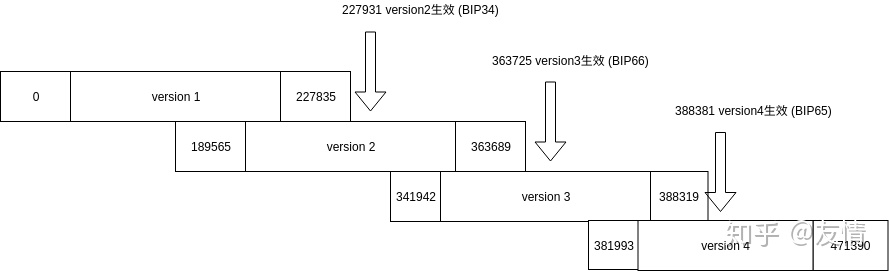 227931 version2生效 (BIP34)
363725 version3生效 (BIP66)
388381 version4生效 (BIP65)
0 version 1 227835
189565 version 2 363689
341942 version 3 388319
381993 version 4 471390
知乎 @友情